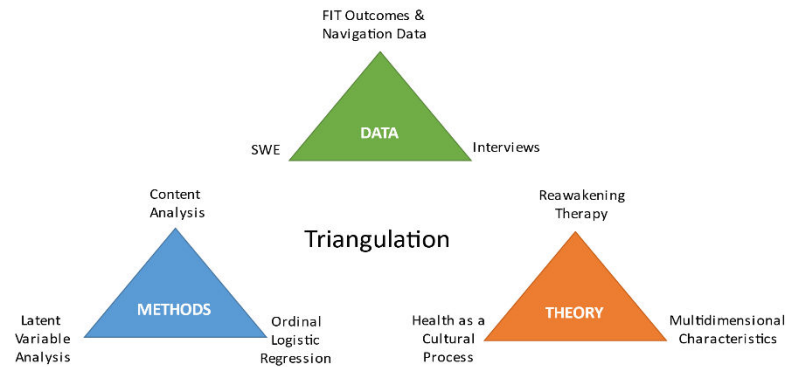 FIT Outcomes &
Navigation Data
DATA
SWE
Interviews
Content
Analysis
Triangulation
Reawakening
Therapy
METHODS
Latent
Variable
Analysis
Ordinal
Logistic
Regression
THEORY
Health as a
Cultural
Process
Multidimensional
Characteristics